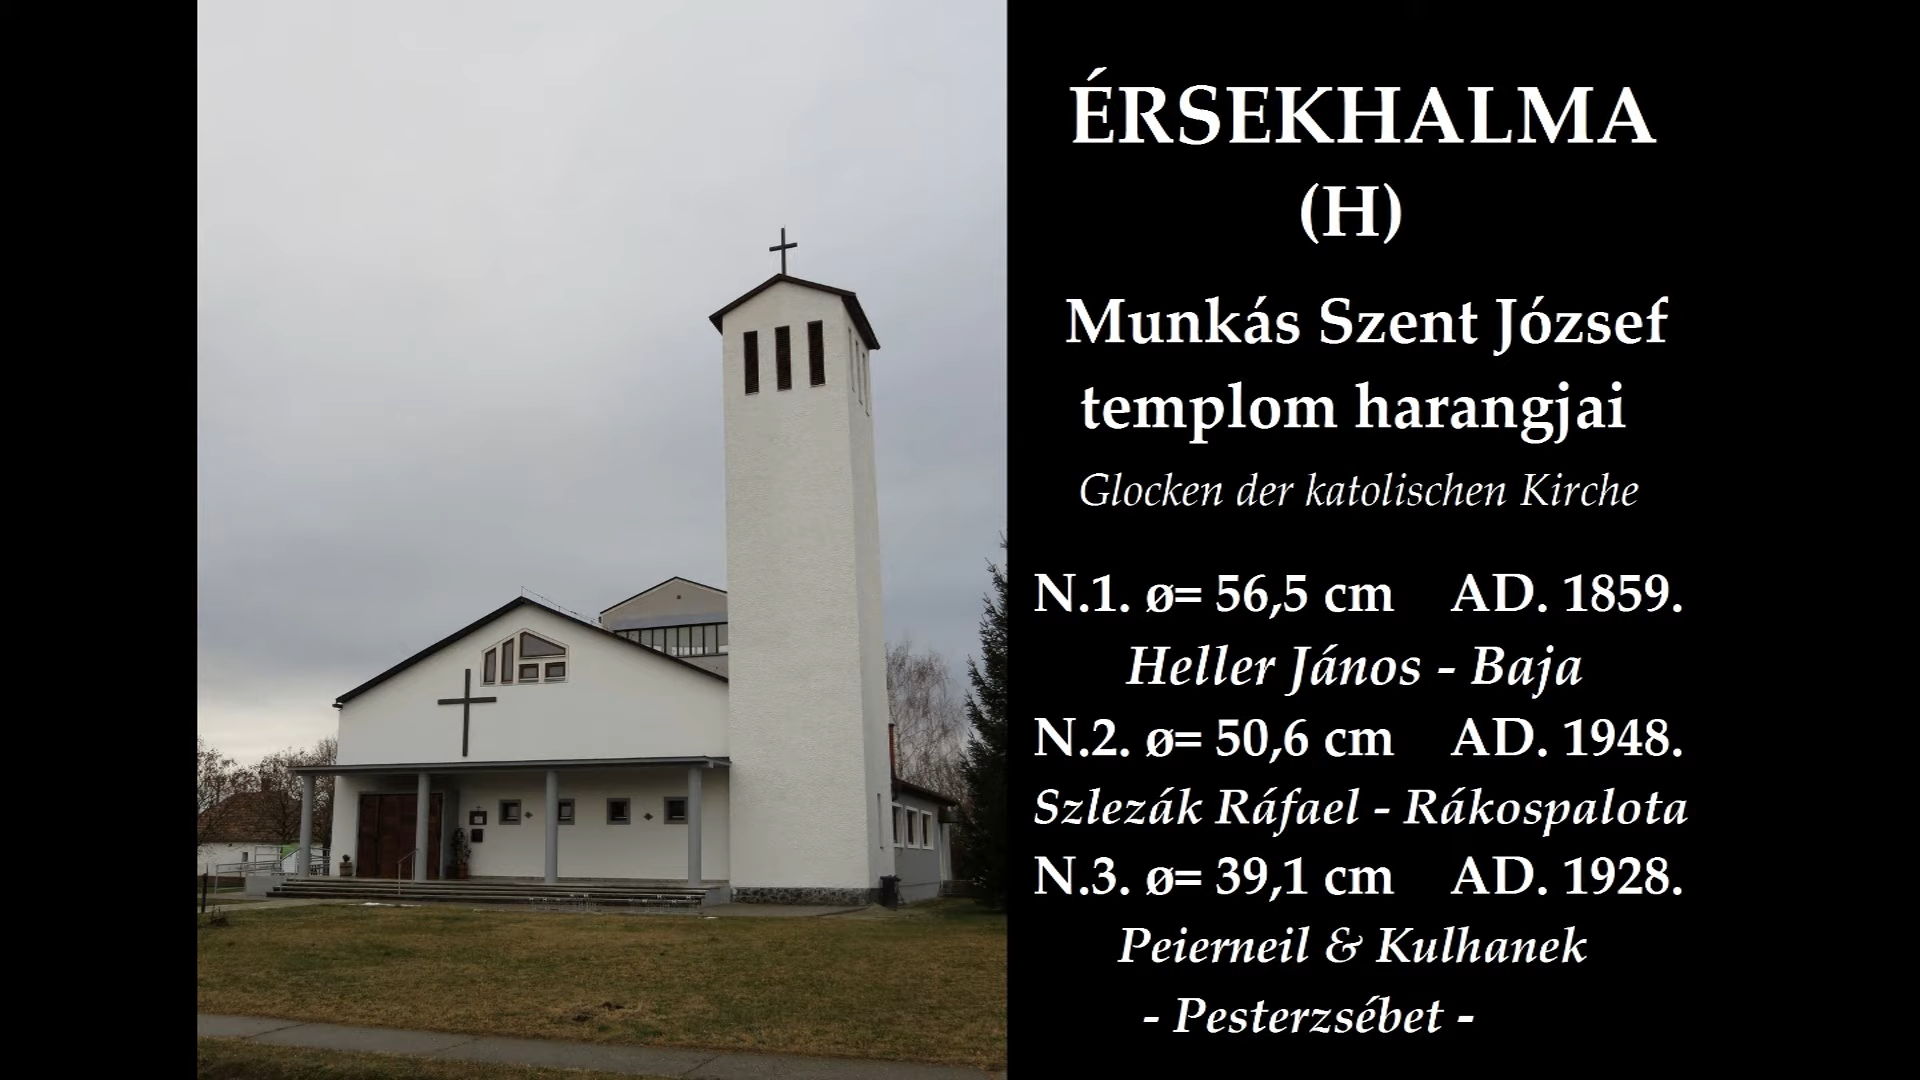 ÉRSEKHALMA
(H)
Munkás Szent József
templom harangjai
Glocken der katolischen Kirche
N.1. ø= 56,5 cm AD. 1859.
Heller János - Baja
N.2. ø= 50,6 cm AD. 1948.
Szlezák Ráfael - Rákospalota
N.3. ø= 39,1 cm AD. 1928.
Peierneil & Kulhanek
- Pesterzsébet -